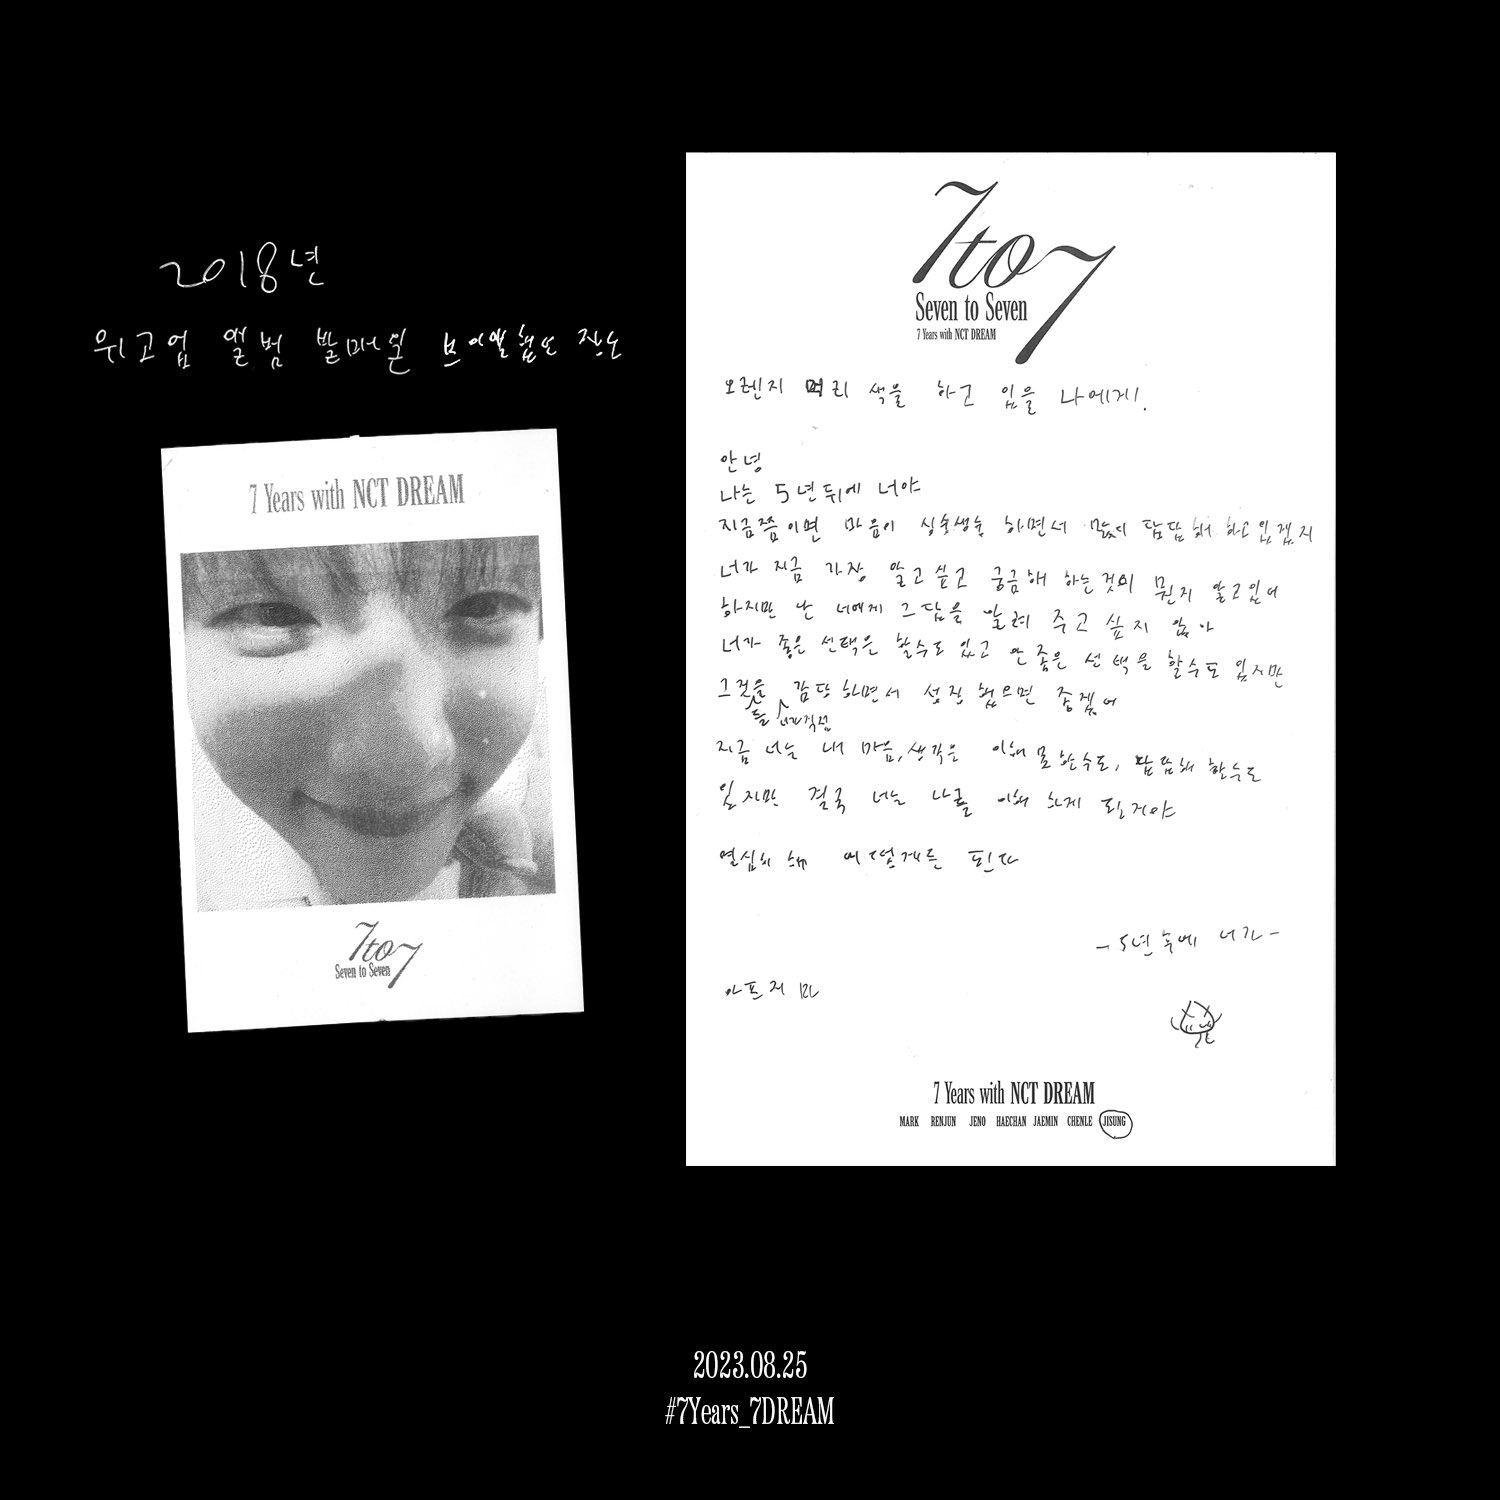 2018년
위고업 앨범 발매일 브이앱했던 장소
7 Years with NCT DREAM
7to7
Seven to Seven
7to7
Seven to Seven
7 Years with NCT DREAM
오렌지 머리 색을 하고 있을 나에게!
안녕
나는 5년 뒤에 너야
지금쯤이면 마음이 싱숭생숭 하면서 많이 답답해 하고 있겠지
너가 지금 가장 알고 싶고 궁금해 하는 것이 뭔지 알고있어
하지만 난 너에게 그 답을 알려 주고 싶지 않아
너가 좋은 선택은 할수도 있고 안 좋은 선택을 할수도 있지만
그것들을 너가 직접 감당 하면서 성장 했으면 좋겠어
지금 너는 내 마음, 생각은 이해 못 할수도, 답답해 할수도
있지만 결국 너는 나를 이해 하게 될거야
열심히 해 어떻게든 된다
- 5년 후에 너가 -
아프지 마
7 Years with NCT DREAM
MARK RENJUN JENO HAECHAN JAEMIN CHENLE JISUNG
2023.08.25
#7Years_7DREAM